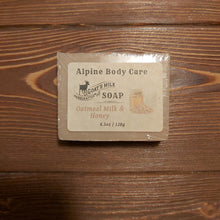 Alpine Body Care
GOAT'S MILK
SOAP
Oatmeal Milk &
Honey
4.5oz / 128g